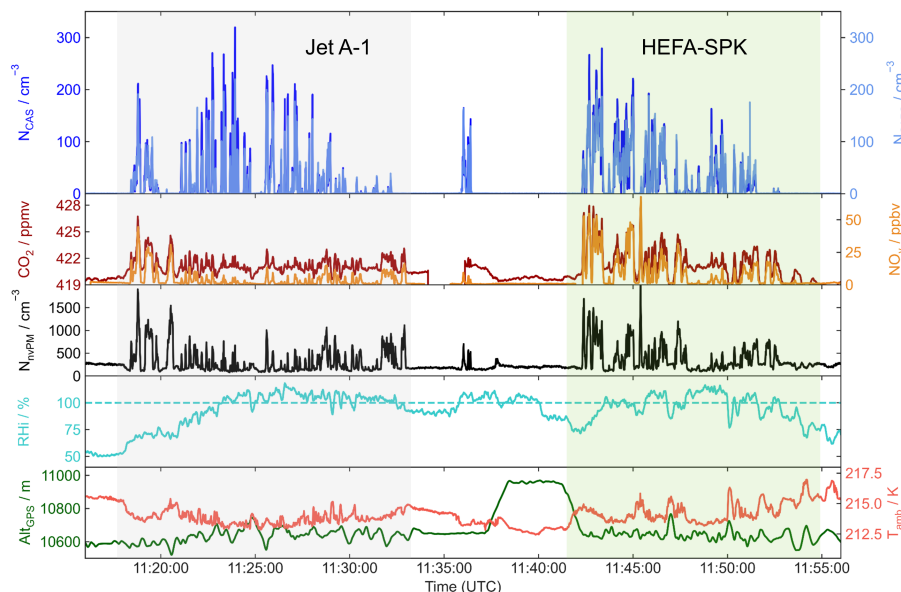 Jet A-1
HEFA-SPK
N_CAS / cm⁻³
300
200
100
0
300
200
100
0
CO₂ / ppmv
428
425
422
419
NO / ppbv
50
25
0
N_nvPM / cm⁻³
1500
1000
500
0
RHi / %
100
75
50
Alt_GPS / m
11000
10800
10600
T_amb / K
217.5
215.0
212.5
11:20:00 11:25:00 11:30:00 11:35:00 11:40:00 11:45:00 11:50:00 11:55:00
Time (UTC)